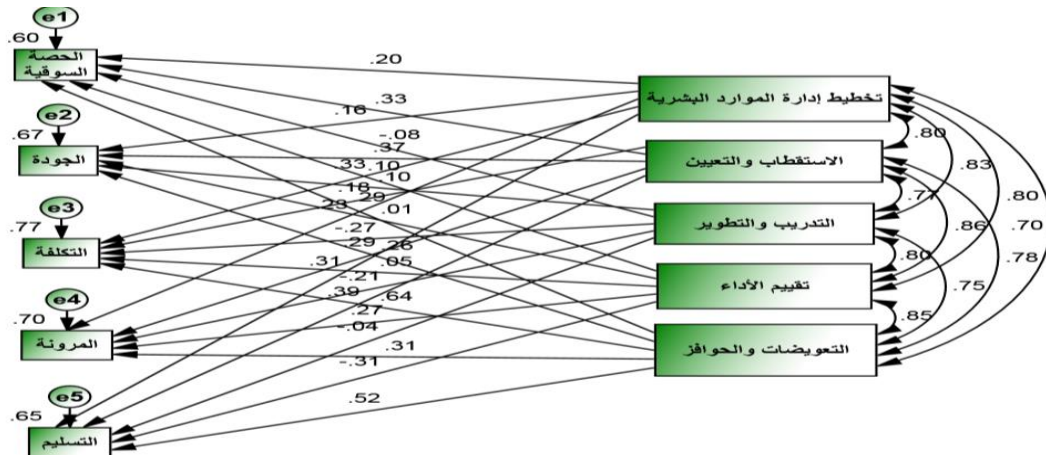 e1
.60
الحصة
السوقية
e2
.67
الجودة
e3
.77
التكلفة
e4
.70
المرونة
e5
.65
التسليم
.20
.33
.16
-.08
.37
.33
.10
.10
.18
.29
.23
.01
-.27
.29
.26
.05
.31
-.21
.39
.64
.27
-.04
.31
-.31
.52
تخطيط إدارة الموارد البشرية
الاستقطاب والتعيين
التدريب والتطوير
تقييم الأداء
التعويضات والحوافز
.80
.83
.77
.80
.86
.70
.80
.78
.75
.85